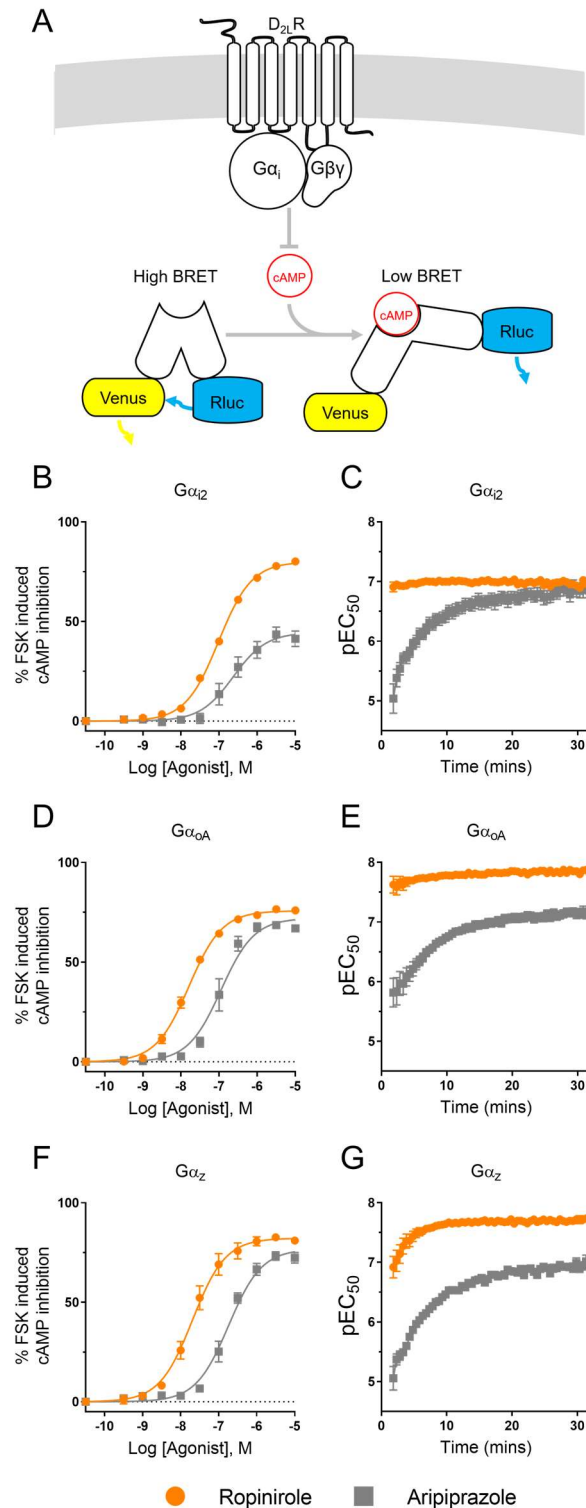 A
D2LR
Gαi
Gβγ
High BRET
cAMP
Low BRET
cAMP
Venus
Rluc
Rluc
Venus
B
Gαi2
% FSK induced
cAMP inhibition
100
50
0
-10 -9 -8 -7 -6 -5
Log [Agonist], M
C
Gαi2
pEC50
8
7
6
5
0 10 20 30
Time (mins)
D
GαoA
% FSK induced
cAMP inhibition
100
50
0
-10 -9 -8 -7 -6 -5
Log [Agonist], M
E
GαoA
pEC50
8
7
6
5
0 10 20 30
Time (mins)
F
Gαz
% FSK induced
cAMP inhibition
100
50
0
-10 -9 -8 -7 -6 -5
Log [Agonist], M
G
Gαz
pEC50
8
7
6
5
0 10 20 30
Time (mins)
Ropinirole
Aripiprazole